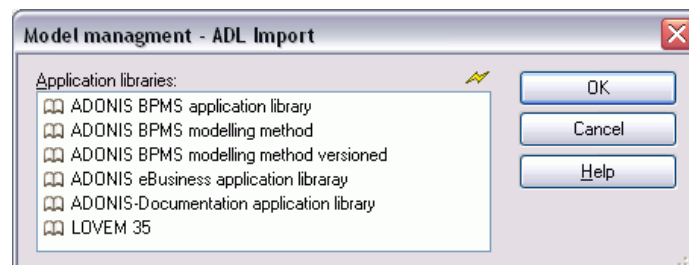 Model managment - ADL Import
Application libraries:
ADONIS BPMS application library
ADONIS BPMS modelling method
ADONIS BPMS modelling method versioned
ADONIS eBusiness application libraray
ADONIS-Documentation application library
LOVEM 35
OK
Cancel
Help